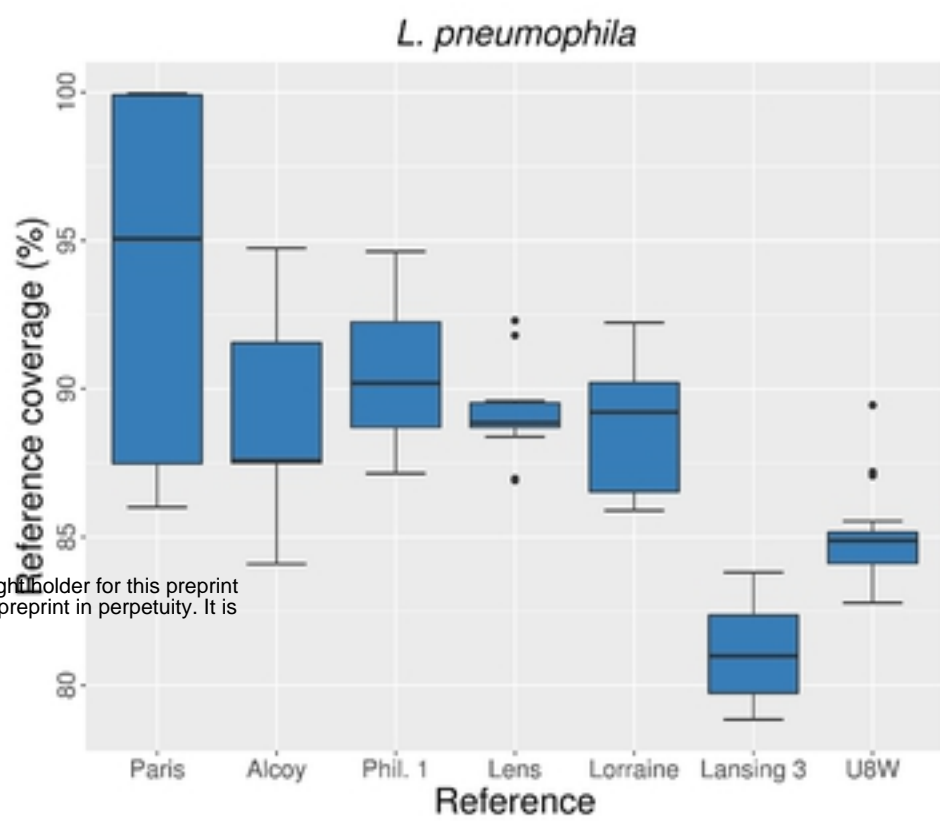 L. pneumophila
Reference coverage (%)
100
95
90
85
80
ght holder for this preprint
preprint in perpetuity. It is
Paris Alcoy Phil. 1 Lens Lorraine Lansing 3 U8W
Reference